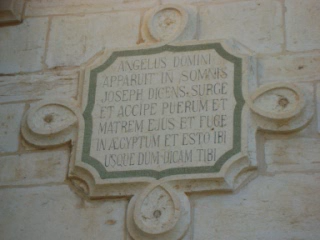 ANGELUS DOMINI
APPARUIT IN SOMNIS
JOSEPH DICENS, SURGE
ET ACCIPE PUERUM ET
MATREM EJUS ET FUGE
IN ÆGYPTUM ET ESTO IBI
USQUE DUM DICAM TIBI